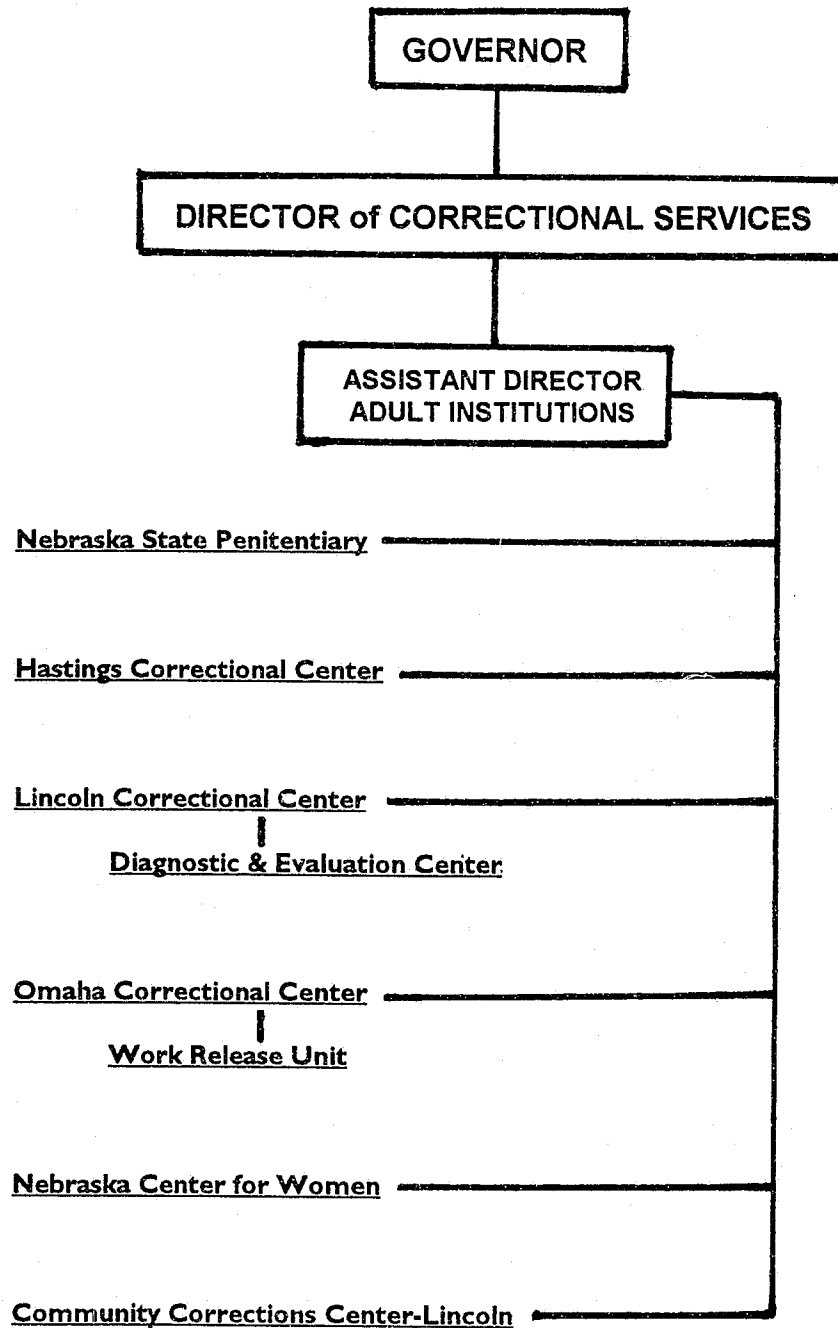 GOVERNOR
DIRECTOR of CORRECTIONAL SERVICES
ASSISTANT DIRECTOR
ADULT INSTITUTIONS
Nebraska State Penitentiary
Hastings Correctional Center
Lincoln Correctional Center
Diagnostic & Evaluation Center
Omaha Correctional Center
Work Release Unit
Nebraska Center for Women
Community Corrections Center-Lincoln